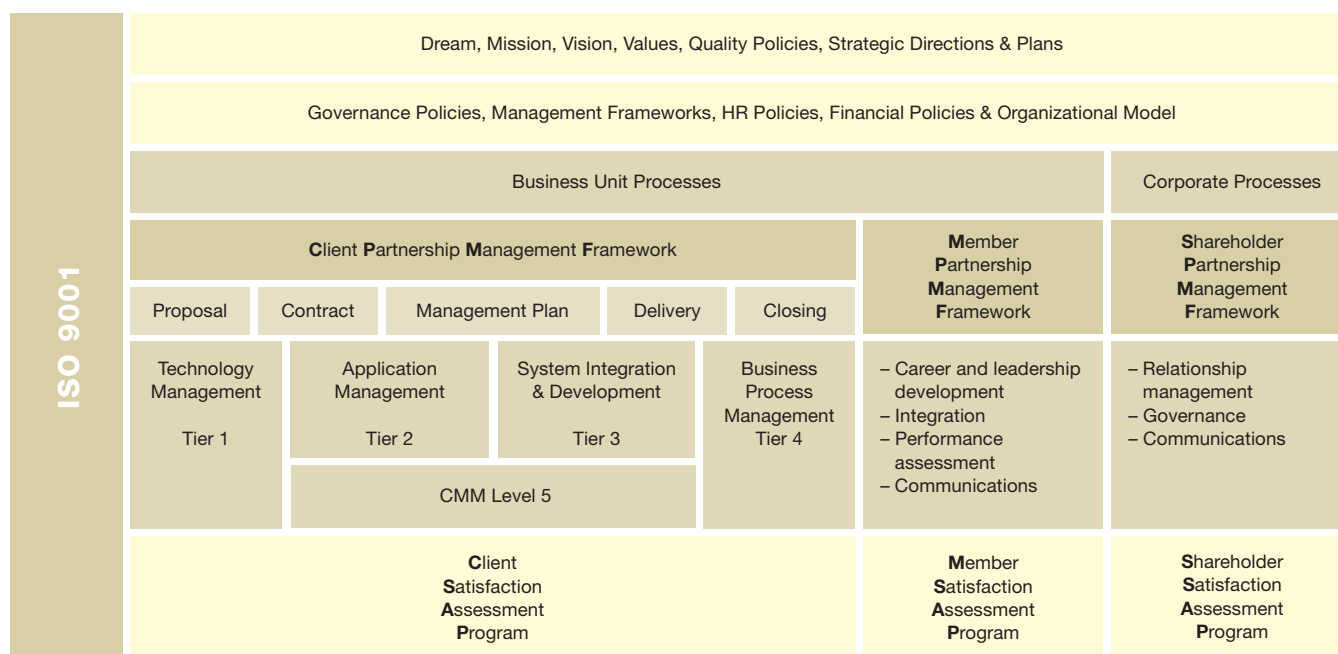 ISO 9001
Dream, Mission, Vision, Values, Quality Policies, Strategic Directions & Plans
Governance Policies, Management Frameworks, HR Policies, Financial Policies & Organizational Model
Business Unit Processes
Corporate Processes
Client Partnership Management Framework
Proposal
Contract
Management Plan
Delivery
Closing
Member
Partnership
Management
Framework
Shareholder
Partnership
Management
Framework
Technology
Management
Tier 1
Application
Management
Tier 2
System Integration
& Development
Tier 3
CMM Level 5
Business
Process
Management
Tier 4
– Career and leadership
development
– Integration
– Performance
assessment
– Communications
– Relationship
management
– Governance
– Communications
Client
Satisfaction
Assessment
Program
Member
Satisfaction
Assessment
Program
Shareholder
Satisfaction
Assessment
Program